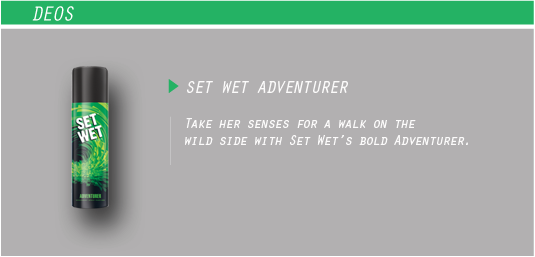 DEOS
SET WET ADVENTURER
TAKE HER SENSES FOR A WALK ON THE
WILD SIDE WITH SET WET'S BOLD ADVENTURER.
SET
WET
ADVENTURER